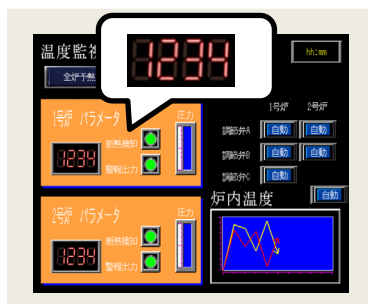 温度監視
1234
hh:mm
全炉予熱
1号炉 パラメータ
圧力
断熱検知
1234
警報出力
2号炉 パラメータ
圧力
断熱検知
1234
警報出力
1号炉 2号炉
調節弁A 自動 自動
調節弁B 自動 自動
調節弁C 自動
炉内温度 自動